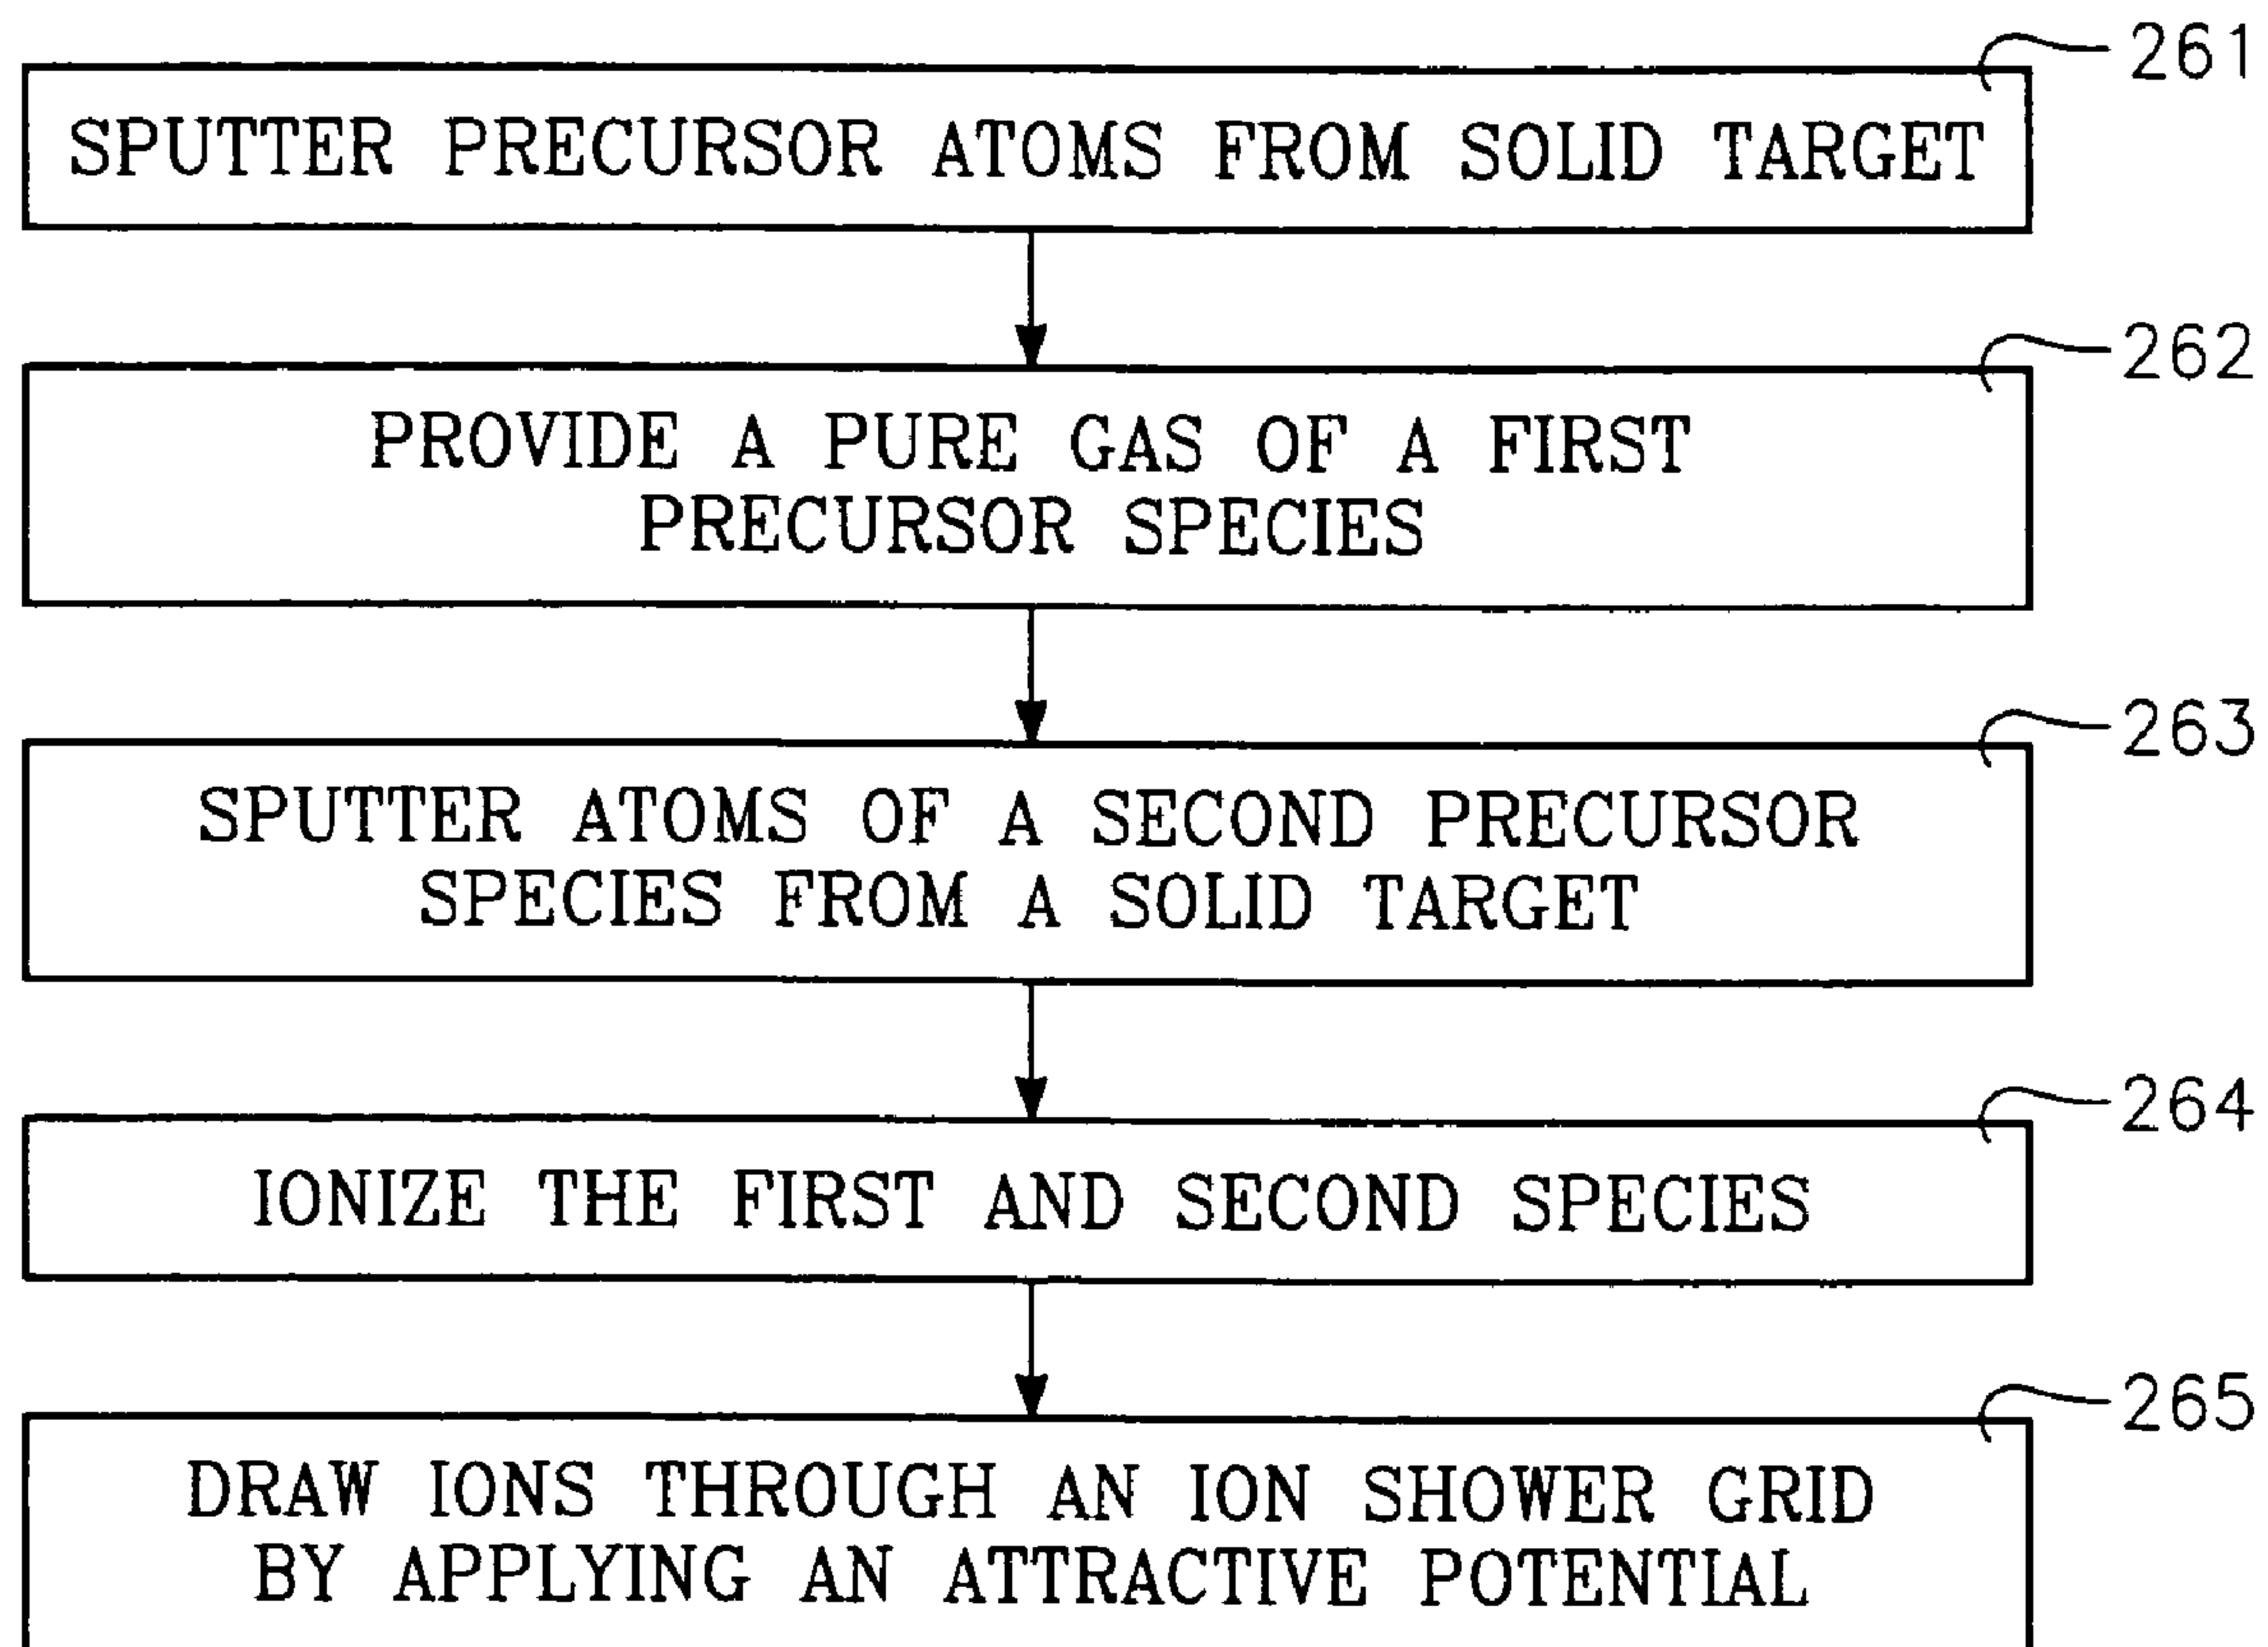 261
SPUTTER PRECURSOR ATOMS FROM SOLID TARGET
262
PROVIDE A PURE GAS OF A FIRST
PRECURSOR SPECIES
263
SPUTTER ATOMS OF A SECOND PRECURSOR
SPECIES FROM A SOLID TARGET
264
IONIZE THE FIRST AND SECOND SPECIES
265
DRAW IONS THROUGH AN ION SHOWER GRID
BY APPLYING AN ATTRACTIVE POTENTIAL